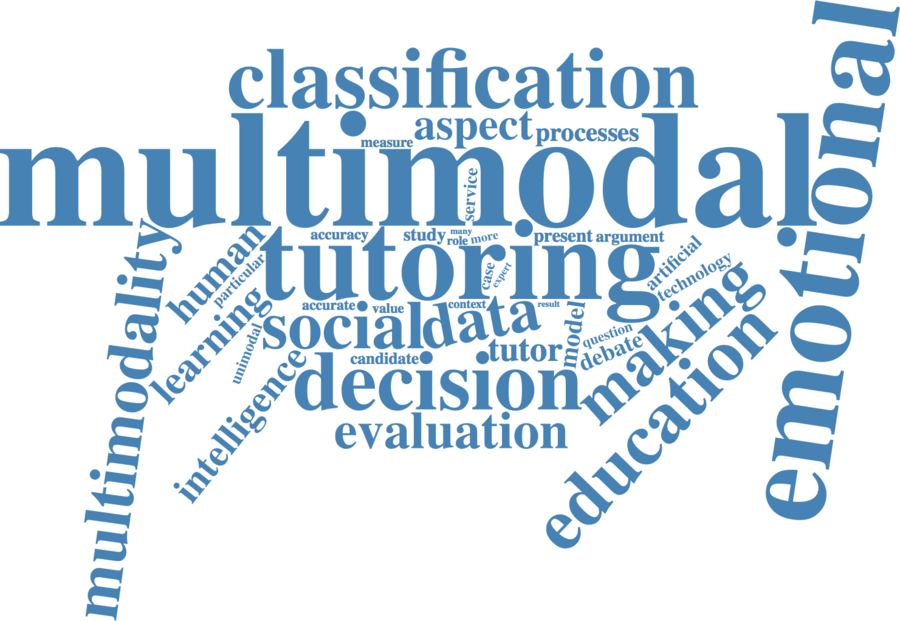 emotional
classification
aspect
processes
measure
multimodal
service
accuracy
study
many
role
more
present
argument
tutoring
human
particular
case
expert
artificial
technology
multimodality
learning
accurate
value
context
result
social
data
model
making
unimodal
question
debate
tutor
candidate
intelligence
decision
education
evaluation